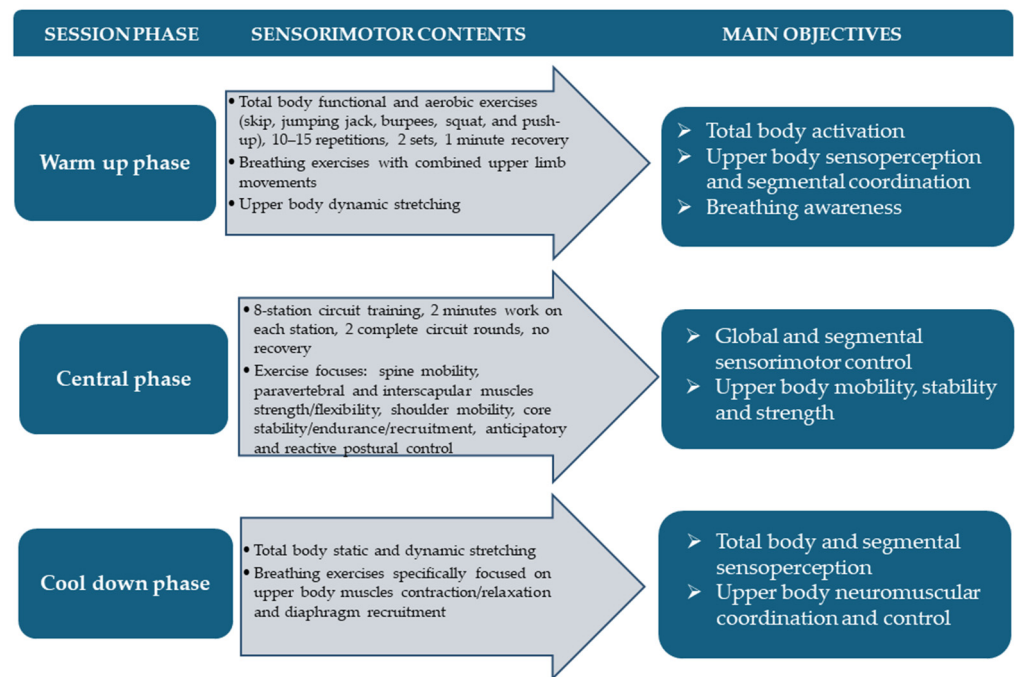 SESSION PHASE SENSORIMOTOR CONTENTS MAIN OBJECTIVES
Warm up phase
• Total body functional and aerobic exercises
(skip, jumping jack, burpees, squat, and push-
up), 10–15 repetitions, 2 sets, 1 minute recovery
• Breathing exercises with combined upper limb
movements
• Upper body dynamic stretching
➢ Total body activation
➢ Upper body sensoperception
and segmental coordination
➢ Breathing awareness
Central phase
• 8-station circuit training, 2 minutes work on
each station, 2 complete circuit rounds, no
recovery
• Exercise focuses: spine mobility,
paravertebral and interscapular muscles
strength/flexibility, shoulder mobility, core
stability/endurance/recruitment, anticipatory
and reactive postural control
➢ Global and segmental
sensorimotor control
➢ Upper body mobility, stability
and strength
Cool down phase
• Total body static and dynamic stretching
• Breathing exercises specifically focused on
upper body muscles contraction/relaxation
and diaphragm recruitment
➢ Total body and segmental
sensoperception
➢ Upper body neuromuscular
coordination and control